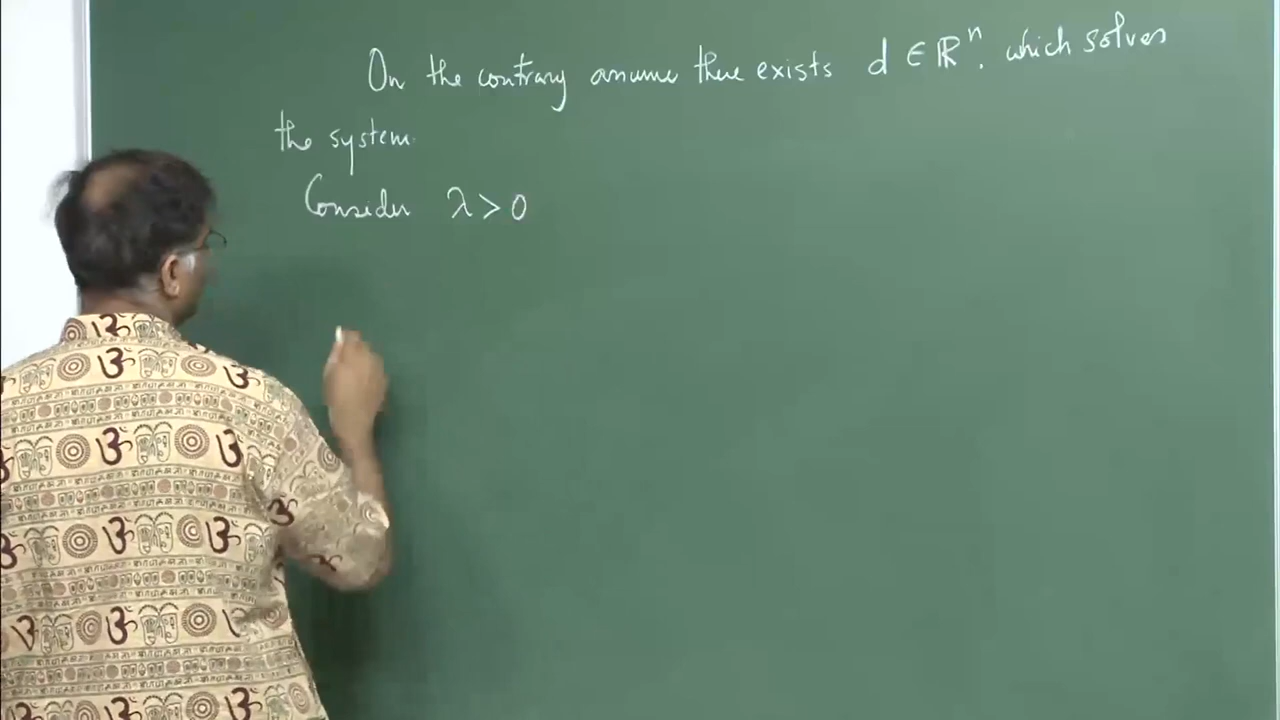 On the contrary assume there exists d ∈ ℝⁿ. which solves
the system.
Consider λ > 0